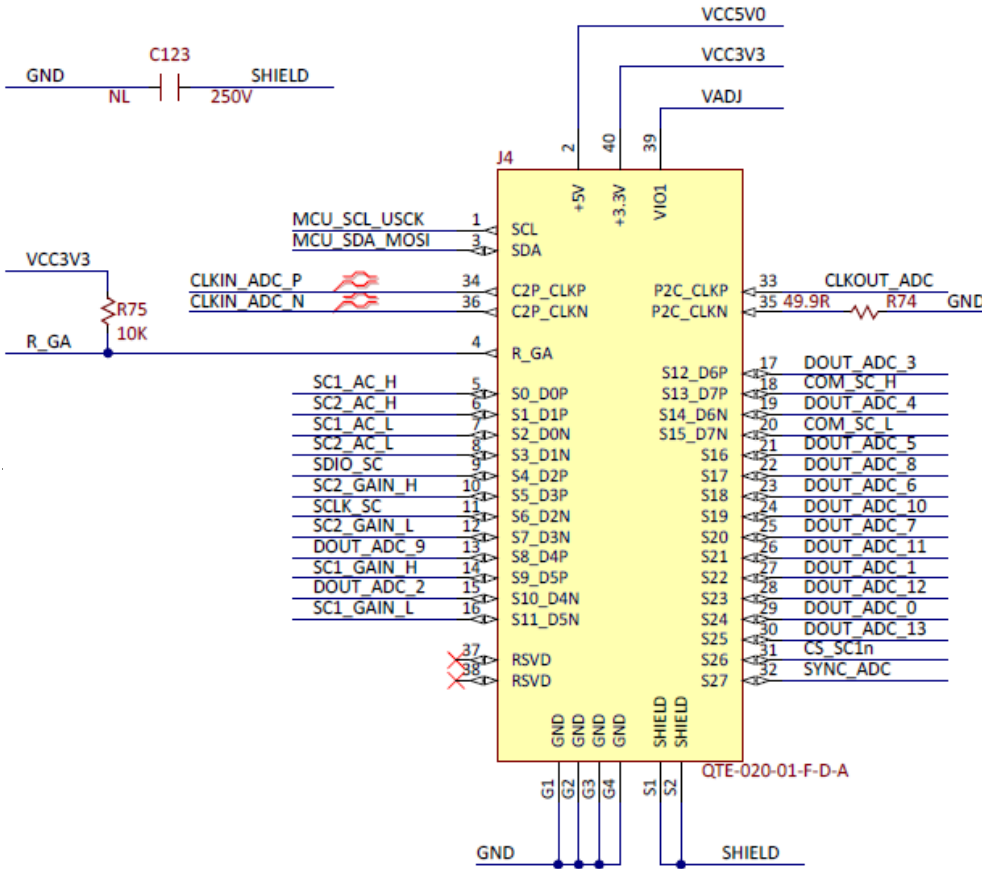 VCC5V0
C123
VCC3V3
GND SHIELD
NL 250V
VADJ
2 40 39
J4
+5V +3.3V VIO1
MCU_SCL_USCK 1 SCL
MCU_SDA_MOSI 3 SDA
VCC3V3
CLKIN_ADC_P 34 C2P_CLKP P2C_CLKP 33 CLKOUT_ADC
CLKIN_ADC_N 36 C2P_CLKN P2C_CLKN 35 49.9R R74 GND
R75
10K
R_GA 4 R_GA
S12_D6P 17 DOUT_ADC_3
SC1_AC_H 5 S0_D0P S13_D7P 18 COM_SC_H
SC2_AC_H 6 S1_D1P S14_D6N 19 DOUT_ADC_4
SC1_AC_L 7 S2_D0N S15_D7N 20 COM_SC_L
SC2_AC_L 8 S3_D1N S16 21 DOUT_ADC_5
SDIO_SC 9 S4_D2P S17 22 DOUT_ADC_8
SC2_GAIN_H 10 S5_D3P S18 23 DOUT_ADC_6
SCLK_SC 11 S6_D2N S19 24 DOUT_ADC_10
SC2_GAIN_L 12 S7_D3N S20 25 DOUT_ADC_7
DOUT_ADC_9 13 S8_D4P S21 26 DOUT_ADC_11
SC1_GAIN_H 14 S9_D5P S22 27 DOUT_ADC_1
DOUT_ADC_2 15 S10_D4N S23 28 DOUT_ADC_12
SC1_GAIN_L 16 S11_D5N S24 29 DOUT_ADC_0
S25 30 DOUT_ADC_13
37 RSVD S26 31 CS_SC1n
38 RSVD S27 32 SYNC_ADC
GND GND GND GND SHIELD SHIELD
QTE-020-01-F-D-A
G1 G2 G3 G4 S1 S2
GND SHIELD